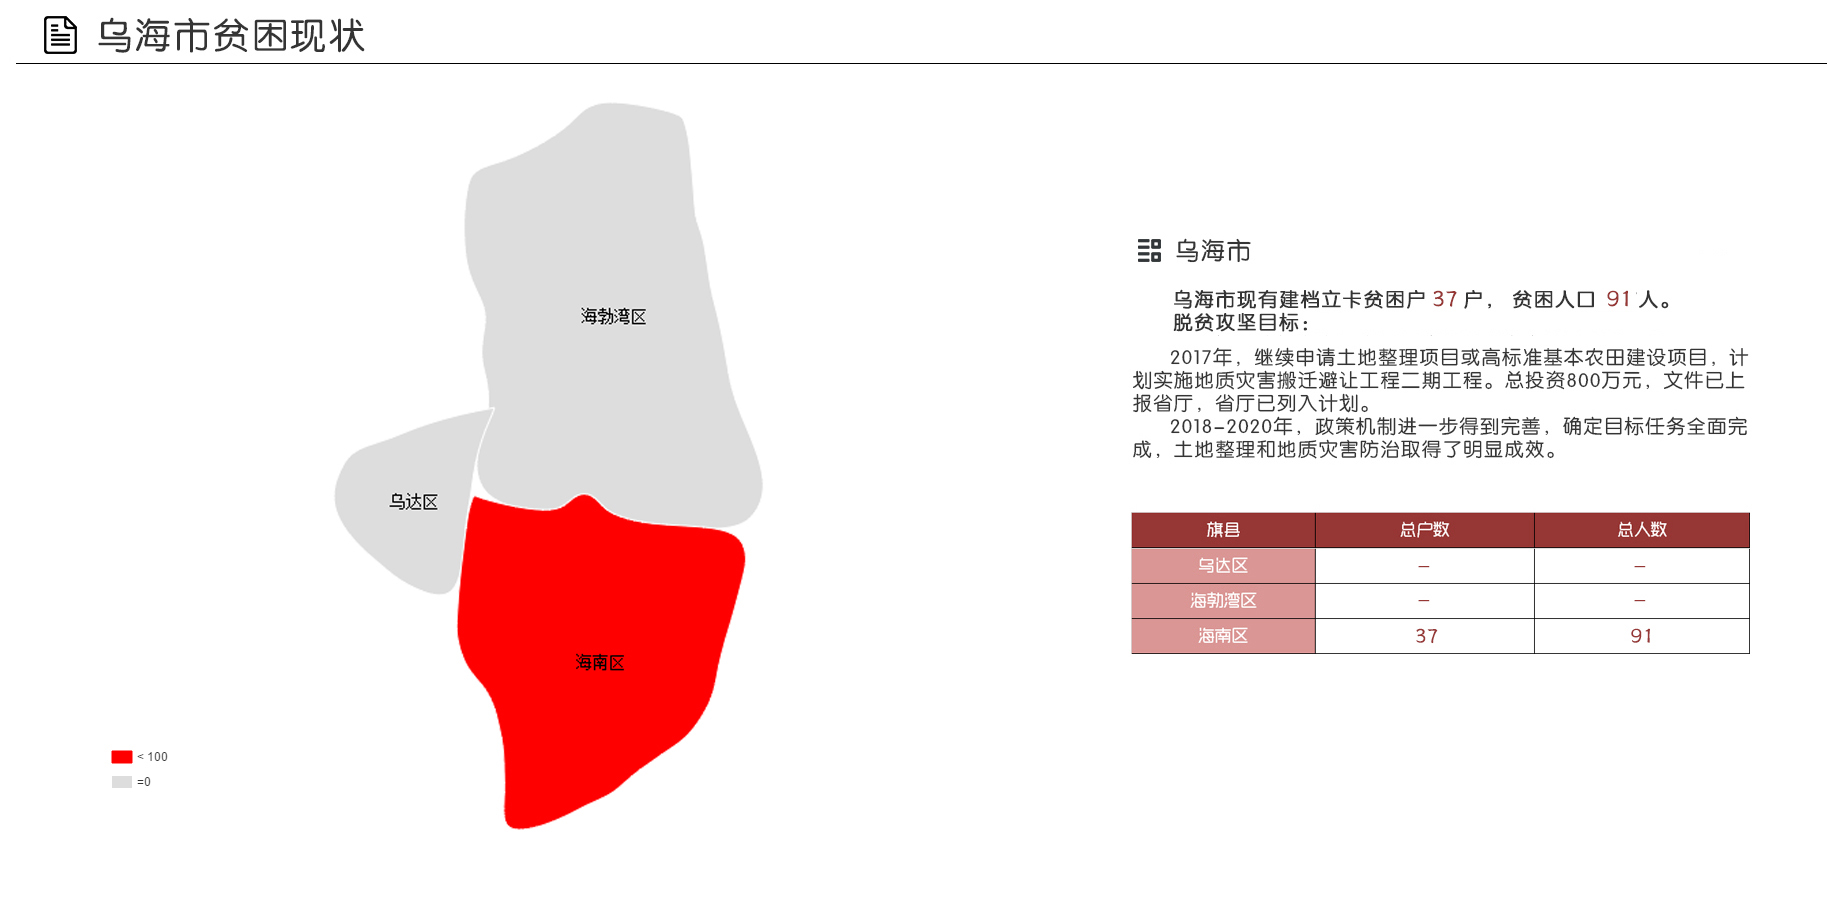 乌海市贫困现状
海勃湾区
乌达区
海南区
< 100
=0
乌海市
乌海市现有建档立卡贫困户 37 户， 贫困人口 91 人。
脱贫攻坚目标：
2017年，继续申请土地整理项目或高标准基本农田建设项目，计
划实施地质灾害搬迁避让工程二期工程。总投资800万元，文件已上
报省厅，省厅已列入计划。
2018-2020年，政策机制进一步得到完善，确定目标任务全面完
成，土地整理和地质灾害防治取得了明显成效。
旗县 总户数 总人数
乌达区 － －
海勃湾区 － －
海南区 37 91